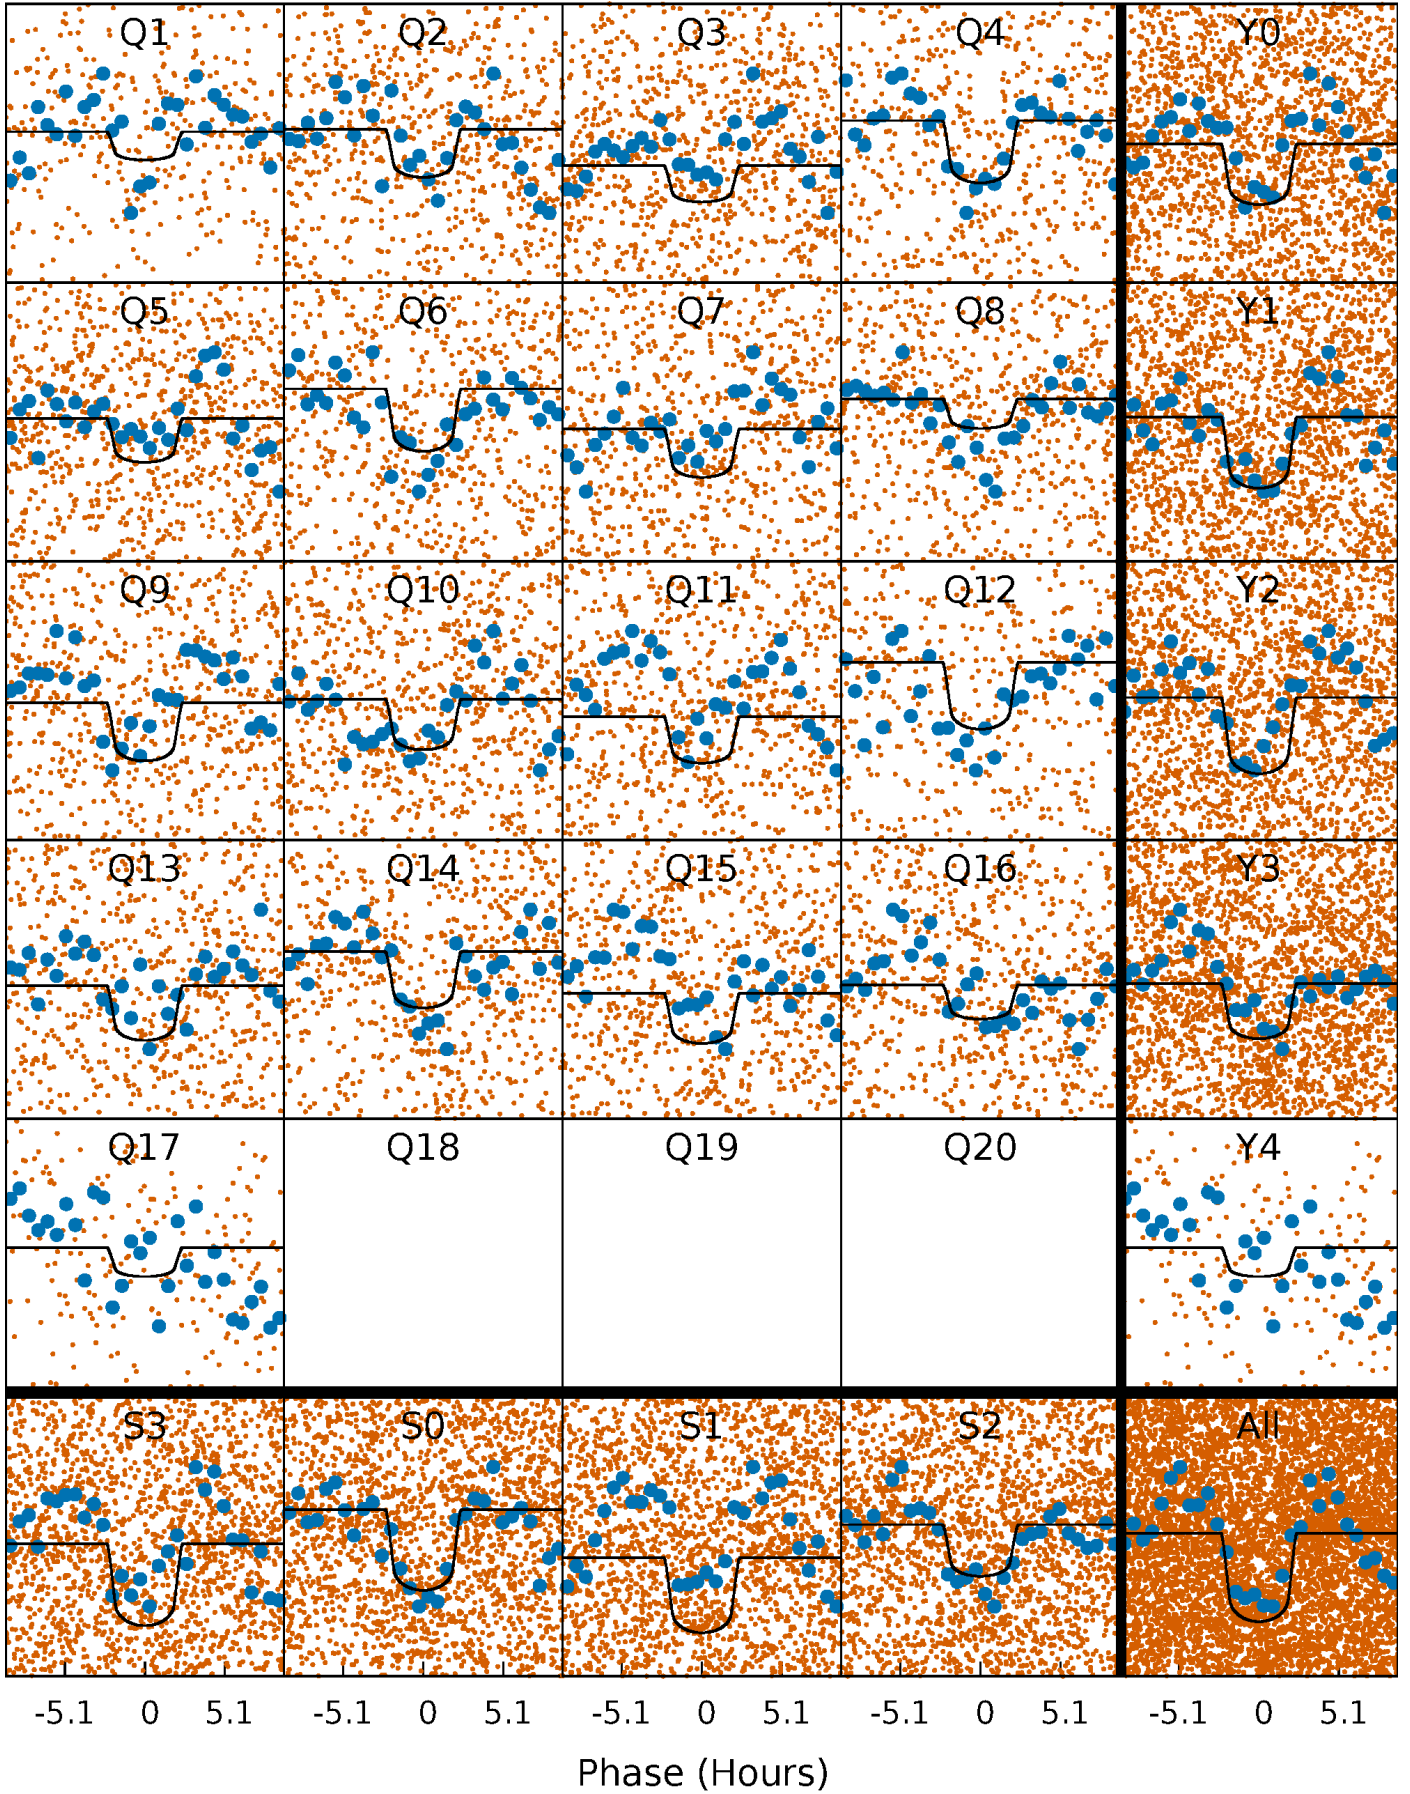 Q1 Q2 Q3 Q4 Y0
Q5 Q6 Q7 Q8 Y1
Q9 Q10 Q11 Q12 Y2
Q13 Q14 Q15 Q16 Y3
Q17 Q18 Q19 Q20 Y4
S3 S0 S1 S2 All
-5.1 0 5.1 -5.1 0 5.1 -5.1 0 5.1 -5.1 0 5.1 -5.1 0 5.1
Phase (Hours)